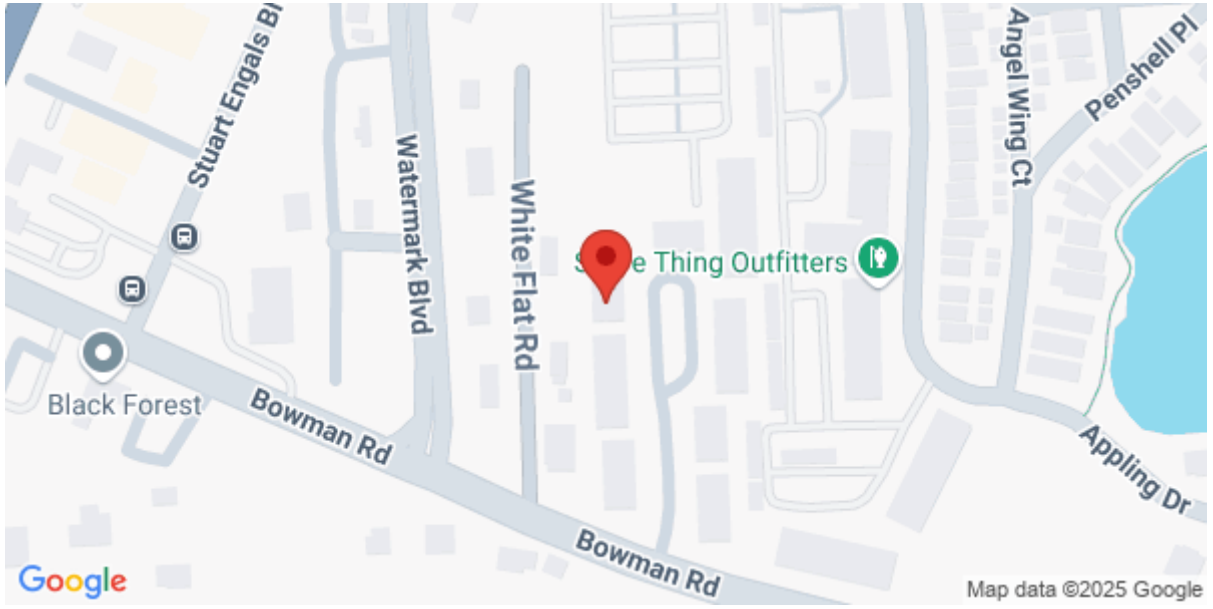 Stuart Engals Bl
Watermark Blvd
White Flat Rd
Angel Wing Ct
Penshell Pl
Thing Outfitters
Black Forest
Bowman Rd
Bowman Rd
Appling Dr
Google
Map data ©2025 Google